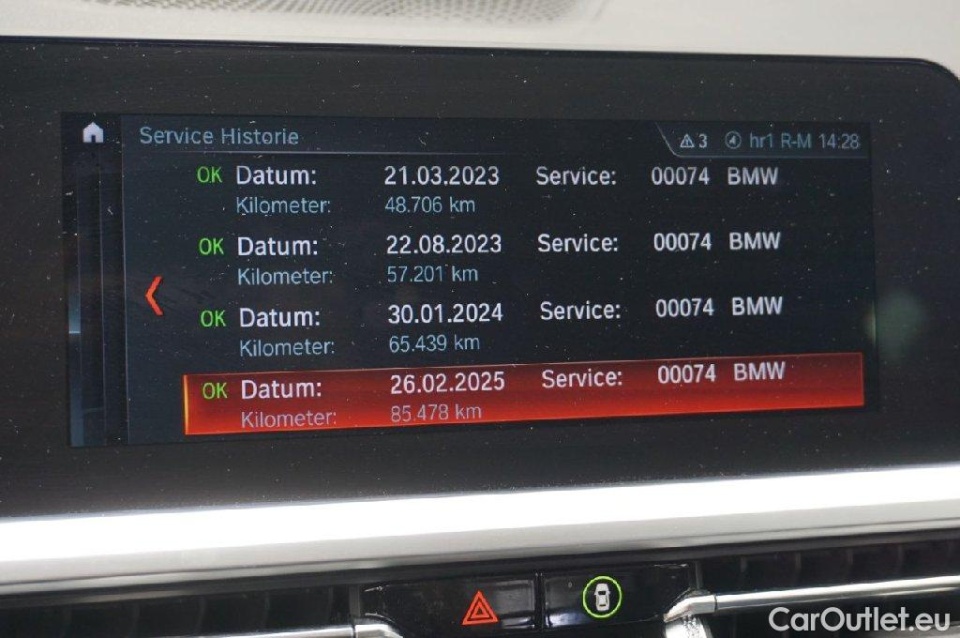 Service Historie 3 hr1 R-M 14:28
OK Datum: 21.03.2023 Service: 00074 BMW
Kilometer: 48.706 km
OK Datum: 22.08.2023 Service: 00074 BMW
Kilometer: 57.201 km
OK Datum: 30.01.2024 Service: 00074 BMW
Kilometer: 65.439 km
OK Datum: 26.02.2025 Service: 00074 BMW
Kilometer: 85.478 km
CarOutlet.eu